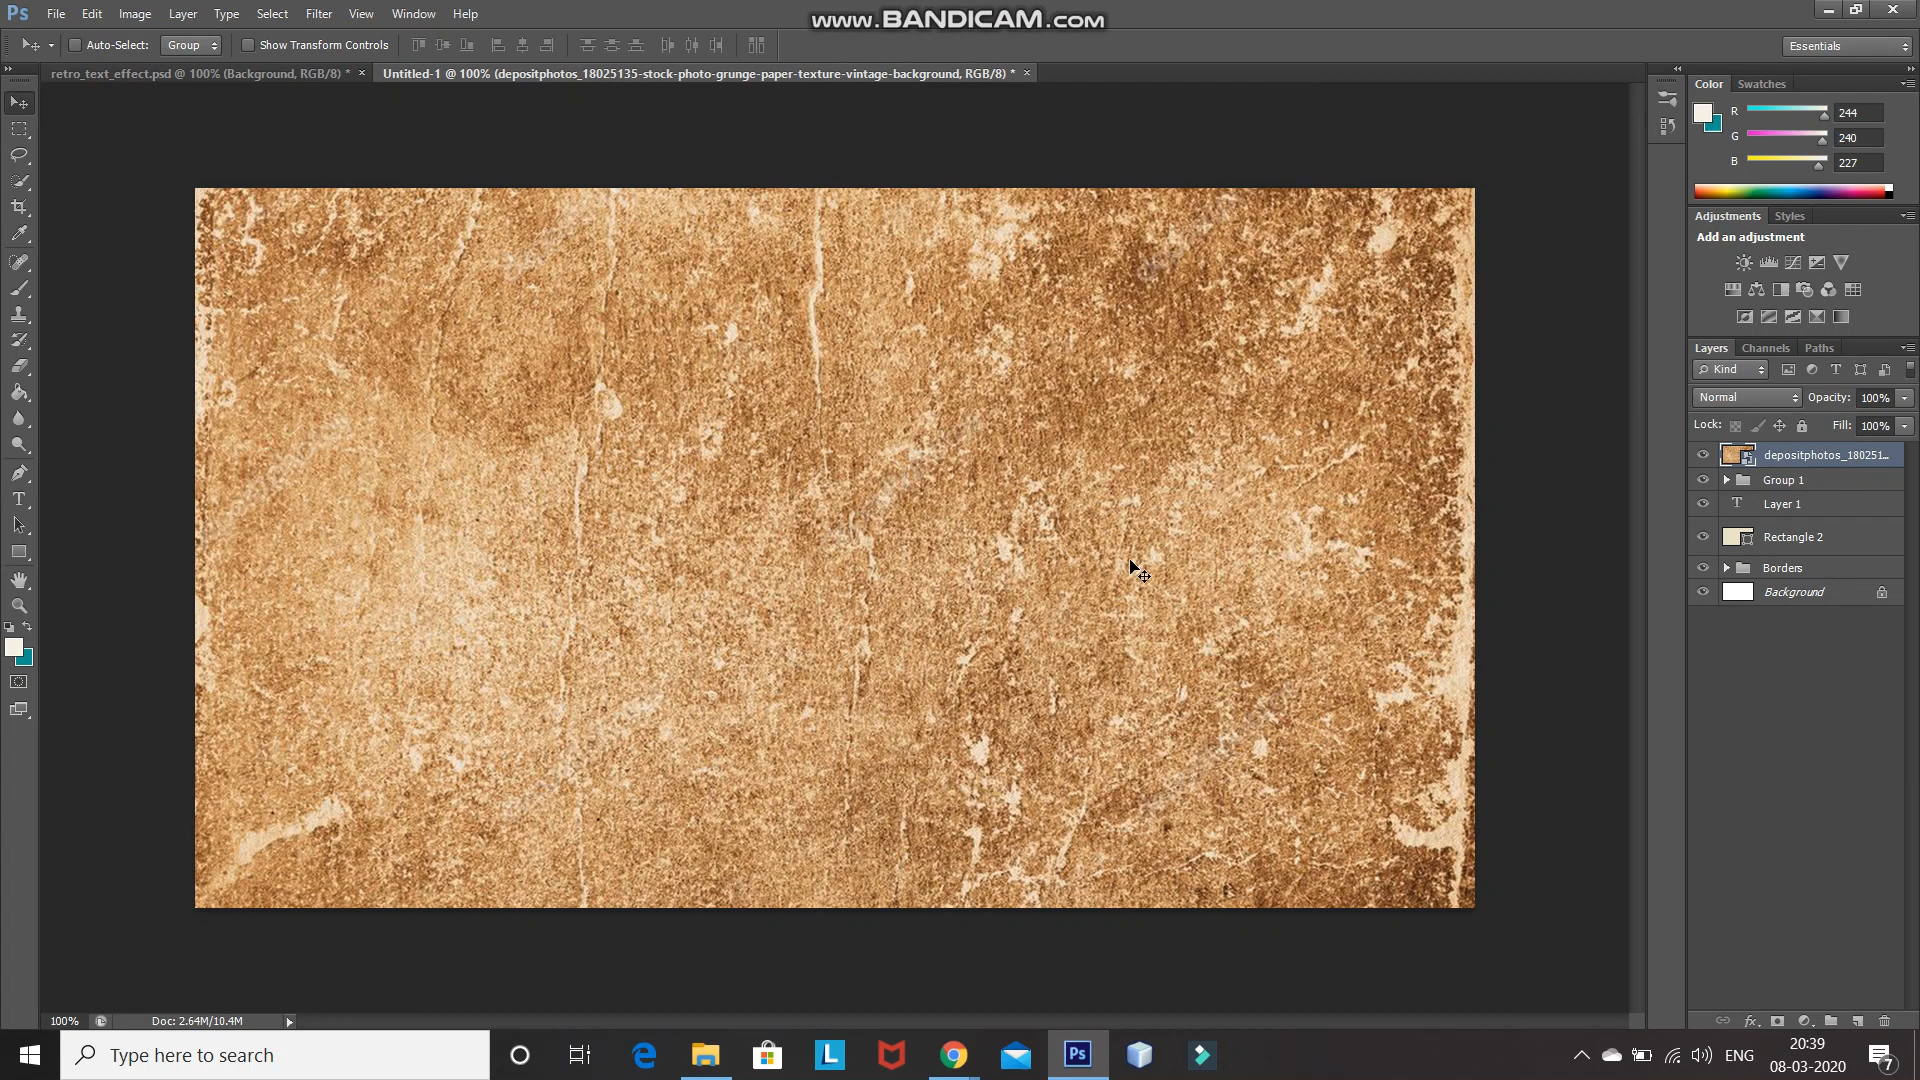 Ps File Edit Image Layer Type Select Filter View Window Help
www.BANDICAM.com
Auto-Select: Group Show Transform Controls Essentials
retro_text_effect.psd @ 100% (Background, RGB/8) * × Untitled-1 @ 100% (depositphotos_18025135-stock-photo-grunge-paper-texture-vintage-background, RGB/8) * ×
Color Swatches
R 244
G 240
B 227
Adjustments Styles
Add an adjustment
Layers Channels Paths
Kind
Normal Opacity: 100%
Lock: Fill: 100%
depositphotos_180251...
Group 1
T Layer 1
Rectangle 2
Borders
Background
100% Doc: 2.64M/10.4M
Type here to search
L
Ps
ENG
20:39
08-03-2020
7